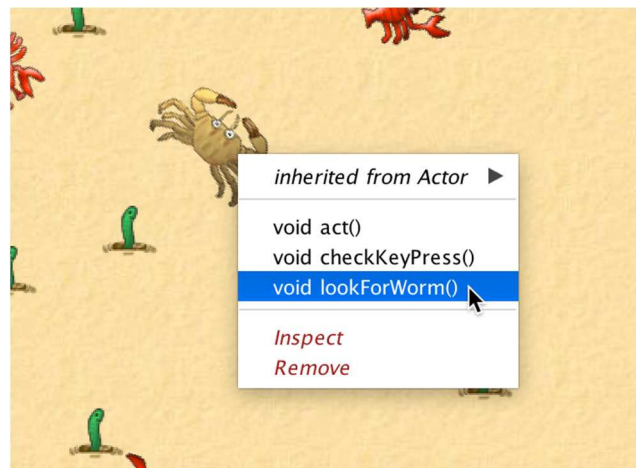 inherited from Actor
void act()
void checkKeyPress()
void lookForWorm()
Inspect
Remove